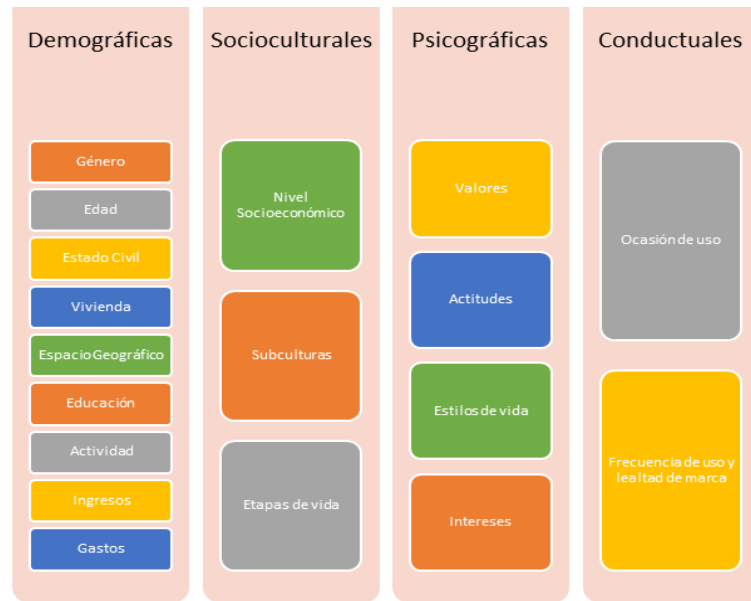 Demográficas
Género
Edad
Estado Civil
Vivienda
Espacio Geográfico
Educación
Actividad
Ingresos
Gastos
Socioculturales
Nivel
Socioeconómico
Subculturas
Etapas de vida
Psicográficas
Valores
Actitudes
Estilos de vida
Intereses
Conductuales
Ocasión de uso
Frecuencia de uso y
lealtad de marca